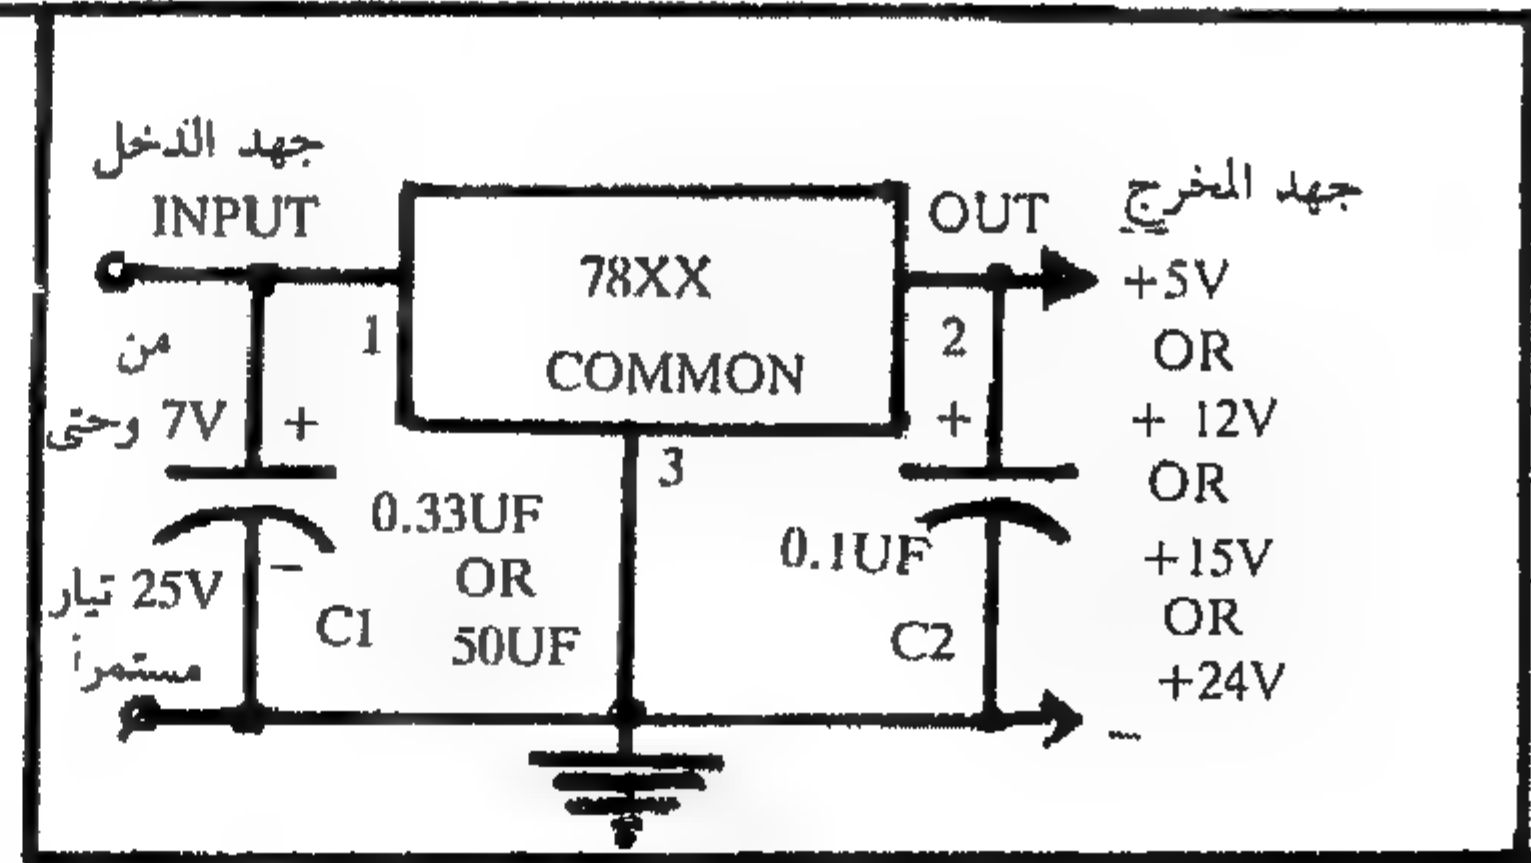 جهد الدخل
INPUT
من
7V وحتى
25V تيار
مستمر
+
−
C1
0.33UF
OR
50UF
1
78XX
COMMON
3
2
OUT
+
0.1UF
C2
جهد المخرج
+5V
OR
+ 12V
OR
+15V
OR
+24V
−